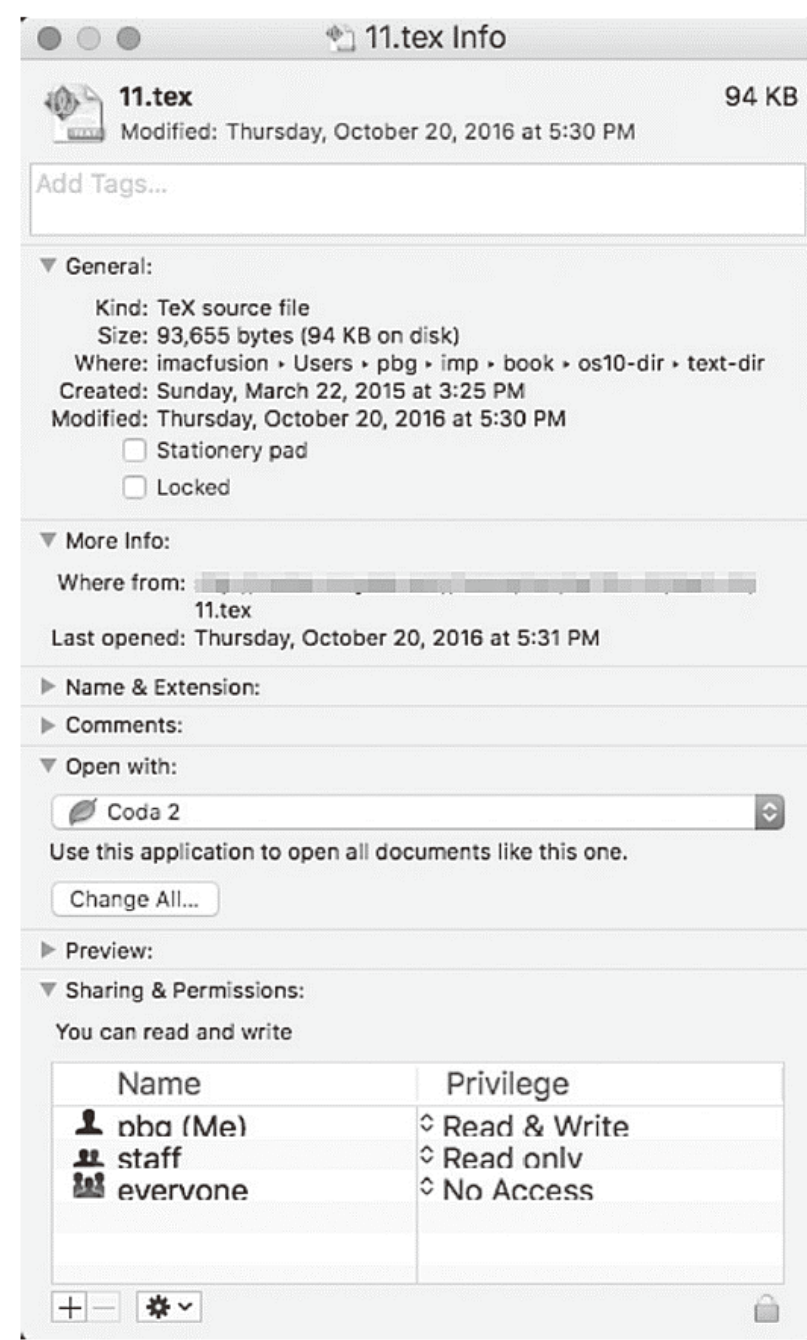 11.tex Info
11.tex 94 KB
Modified: Thursday, October 20, 2016 at 5:30 PM
Add Tags...
General:
Kind: TeX source file
Size: 93,655 bytes (94 KB on disk)
Where: imacfusion ▸ Users ▸ pbg ▸ imp ▸ book ▸ os10-dir ▸ text-dir
Created: Sunday, March 22, 2015 at 3:25 PM
Modified: Thursday, October 20, 2016 at 5:30 PM
Stationery pad
Locked
More Info:
Where from:
11.tex
Last opened: Thursday, October 20, 2016 at 5:31 PM
Name & Extension:
Comments:
Open with:
Coda 2
Use this application to open all documents like this one.
Change All...
Preview:
Sharing & Permissions:
You can read and write
Name Privilege
pbg (Me) Read & Write
staff Read only
everyone No Access